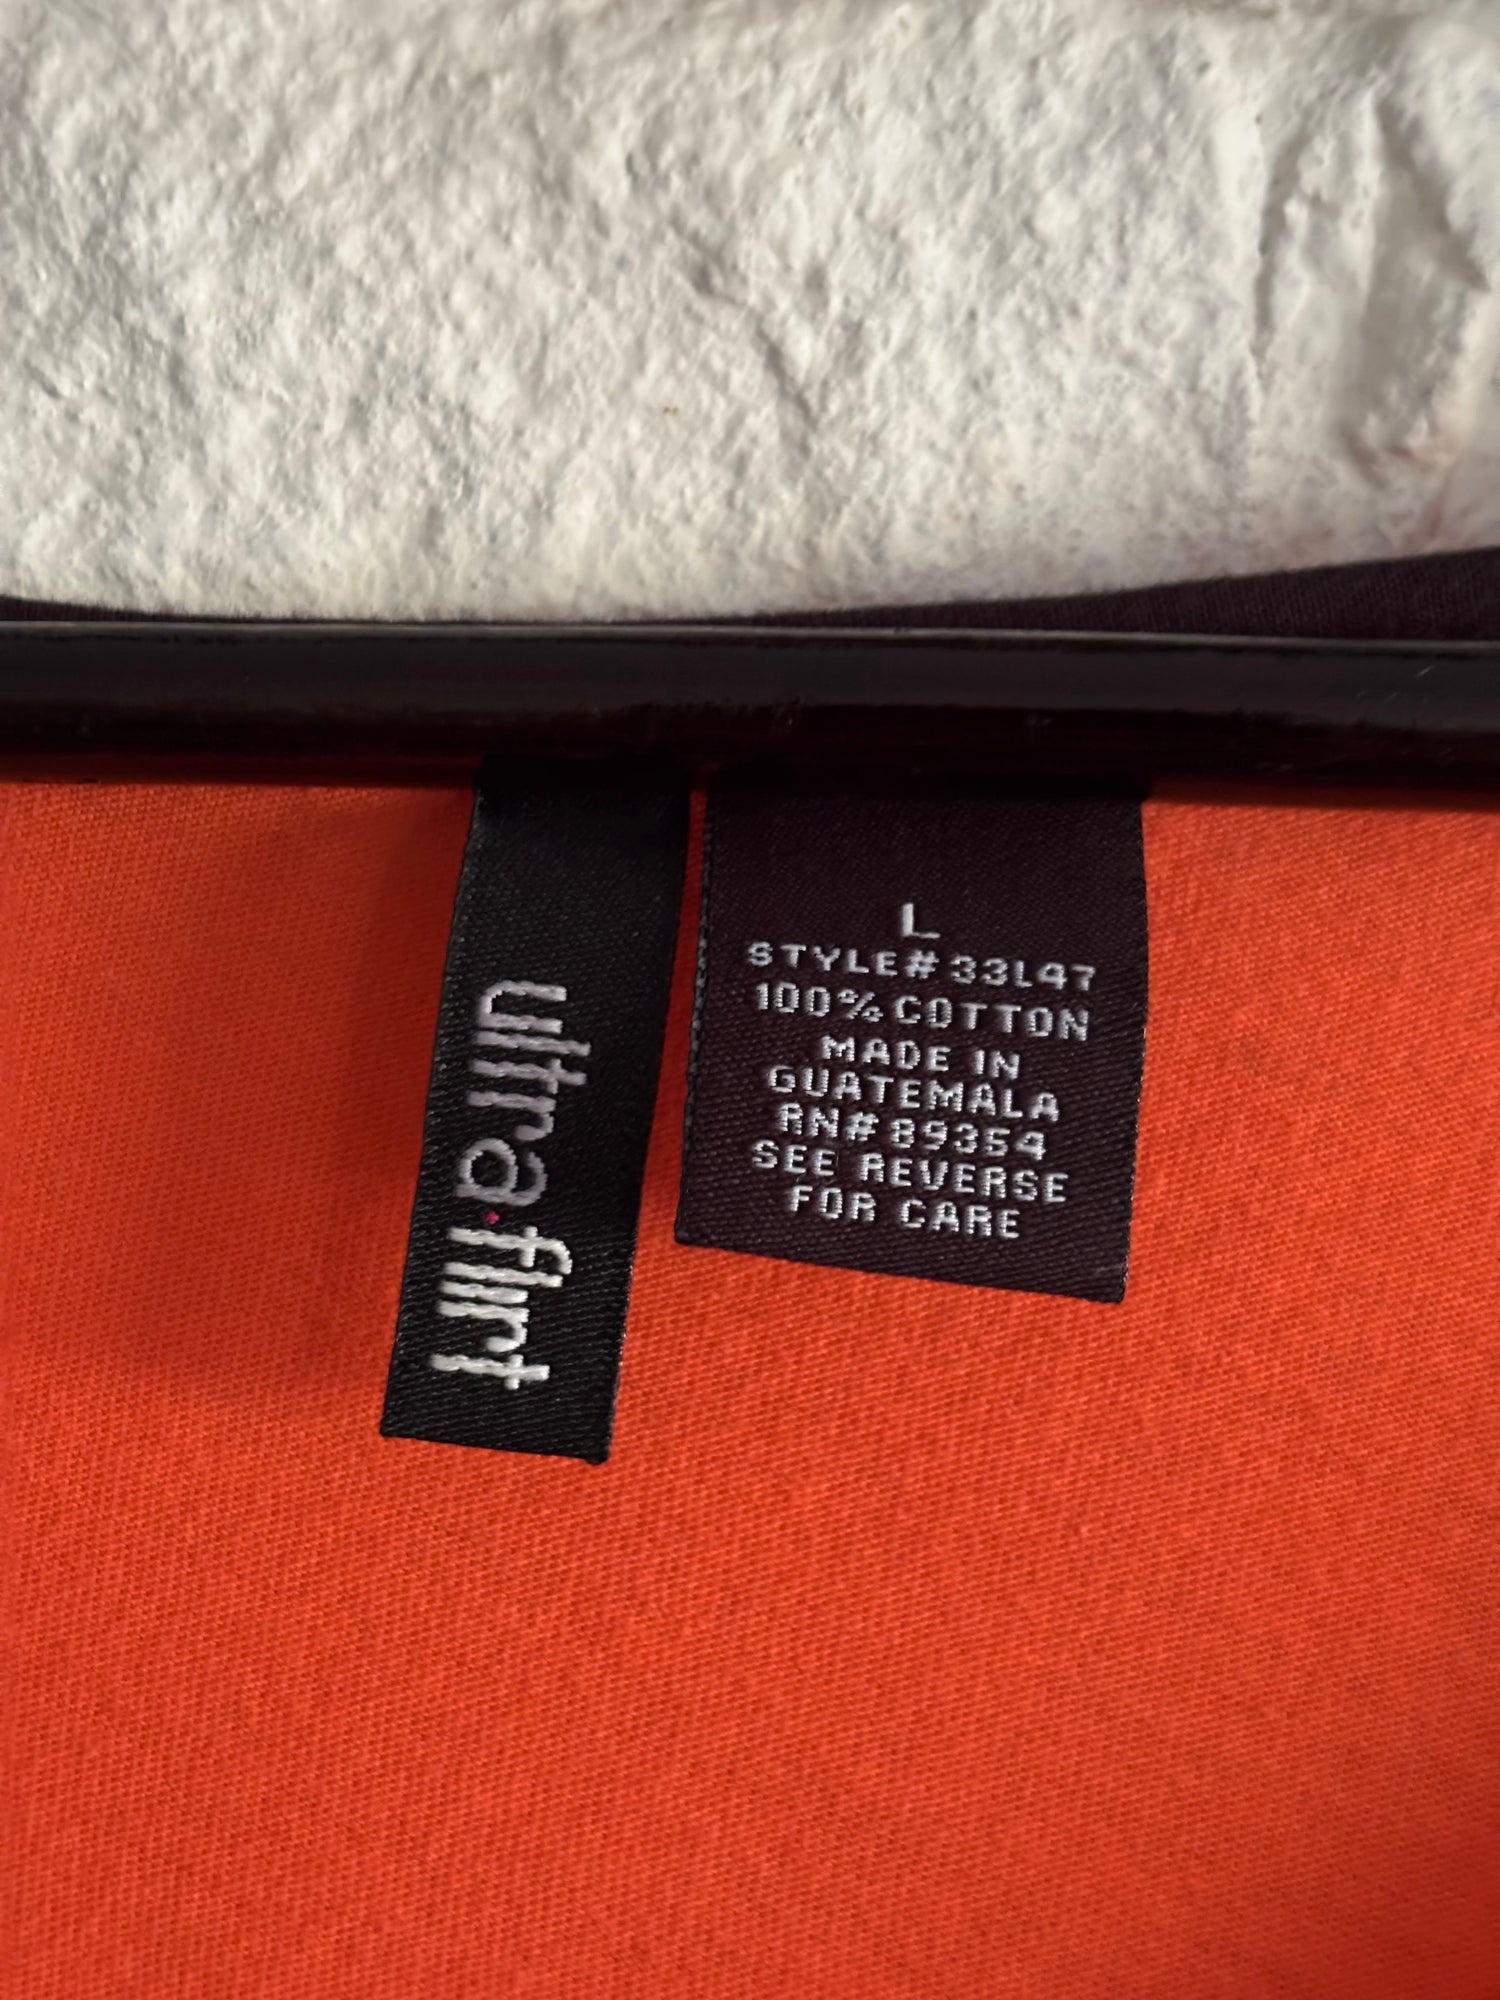 ultra·flirt
L
STYLE# 33L47
100% COTTON
MADE IN
GUATEMALA
RN# 89354
SEE REVERSE
FOR CARE